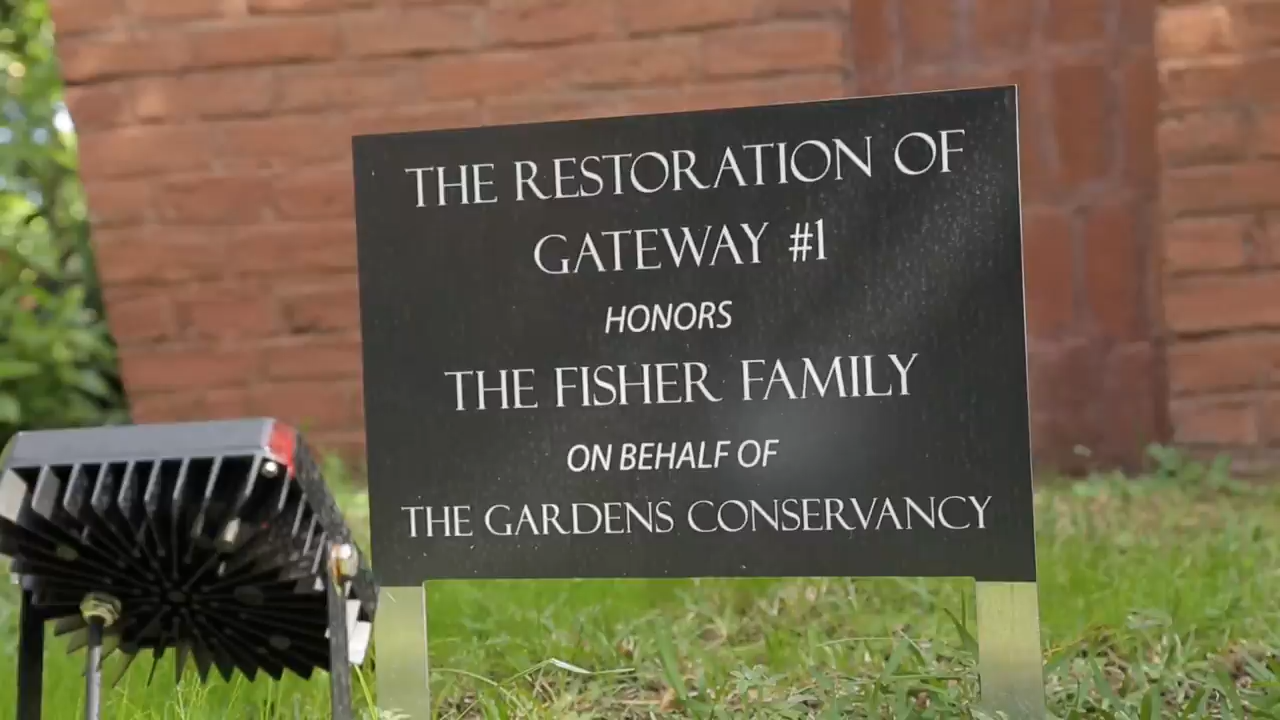 THE RESTORATION OF
GATEWAY #1
HONORS
THE FISHER FAMILY
ON BEHALF OF
THE GARDENS CONSERVANCY